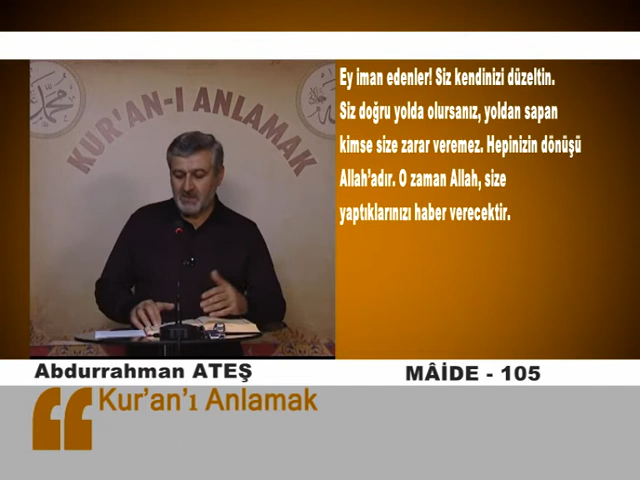 KUR'AN-I ANLAMAK
Ey iman edenler! Siz kendinizi düzeltin.
Siz doğru yolda olursanız, yoldan sapan
kimse size zarar veremez. Hepinizin dönüşü
Allah'adır. O zaman Allah, size
yaptıklarınızı haber verecektir.
Abdurrahman ATEŞ
MÂİDE - 105
Kur'an'ı Anlamak